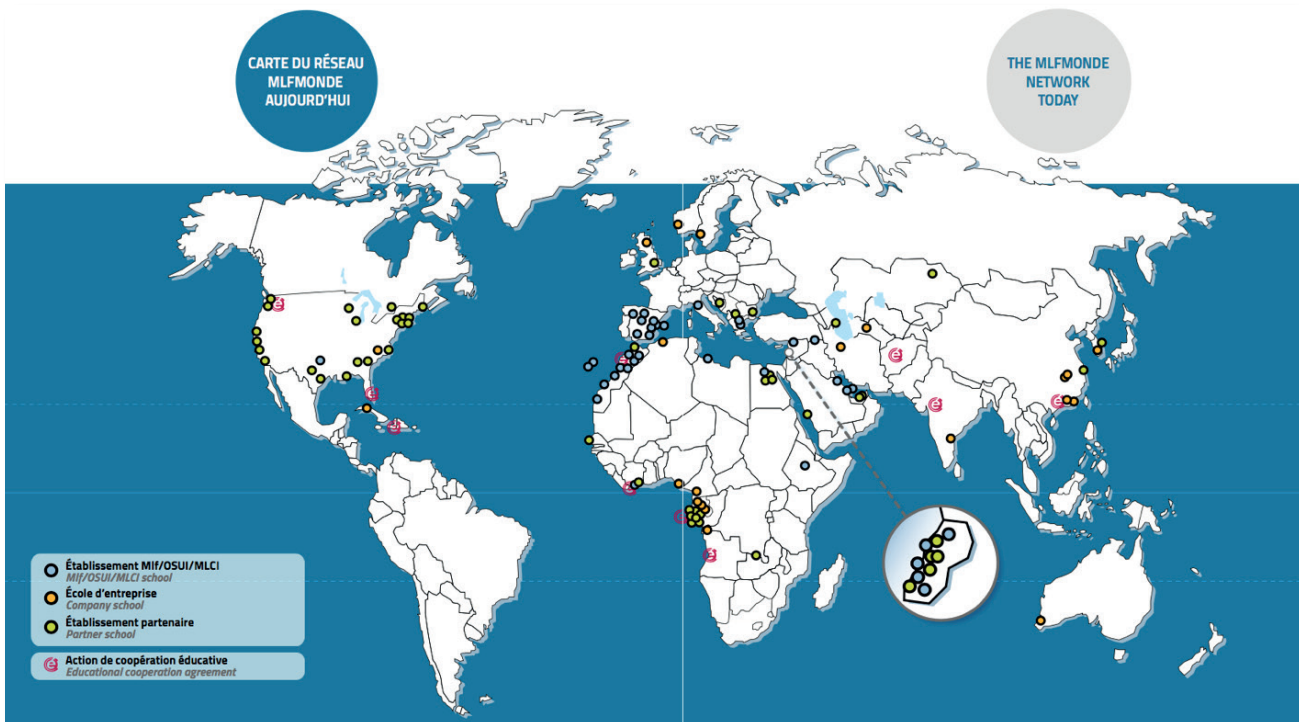 CARTE DU RÉSEAU
MLFMONDE
AUJOURD'HUI
THE MLFMONDE
NETWORK
TODAY
Établissement Mlf/OSUI/MLCI
Mlf/OSUI/MLCI school
École d'entreprise
Company school
Établissement partenaire
Partner school
Action de coopération éducative
Educational cooperation agreement